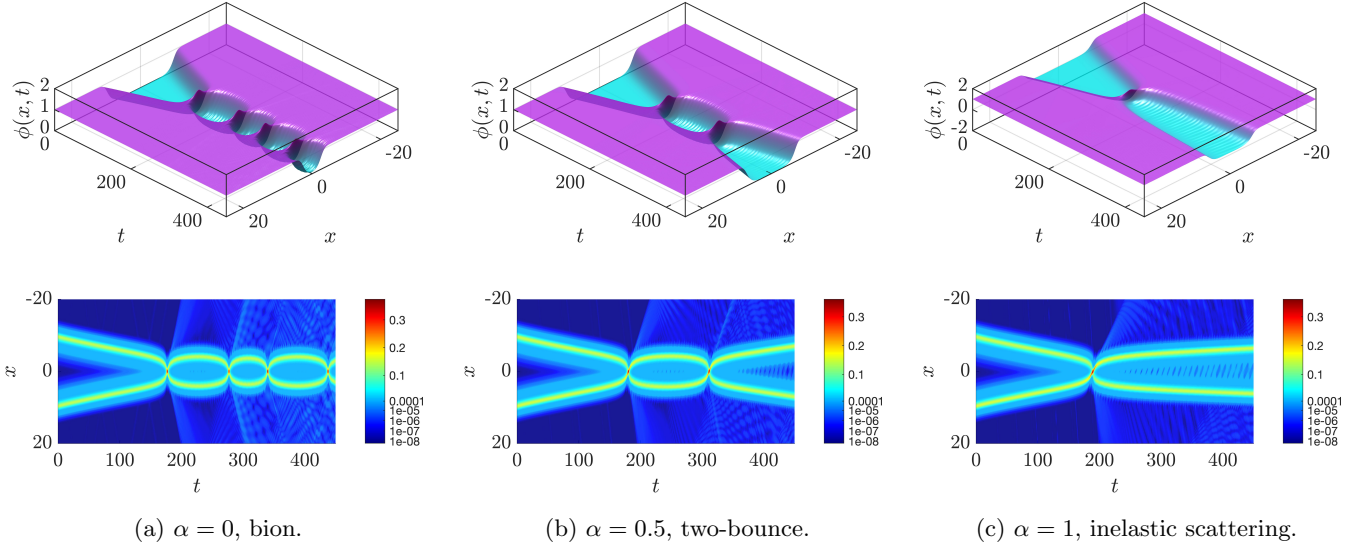 2
1
0
ϕ(x, t)
0
200
400
t
20
0
-20
x
2
1
0
ϕ(x, t)
0
200
400
t
20
0
-20
x
2
0
-2
ϕ(x, t)
0
200
400
t
20
0
-20
x
-20
0
20
x
0 100 200 300 400
t
0.3
0.2
0.1
0.0001
1e-05
1e-06
1e-07
1e-08
-20
0
20
x
0 100 200 300 400
t
0.3
0.2
0.1
0.0001
1e-05
1e-06
1e-07
1e-08
-20
0
20
x
0 100 200 300 400
t
0.3
0.2
0.1
0.0001
1e-05
1e-06
1e-07
1e-08
(a) α = 0, bion.
(b) α = 0.5, two-bounce.
(c) α = 1, inelastic scattering.